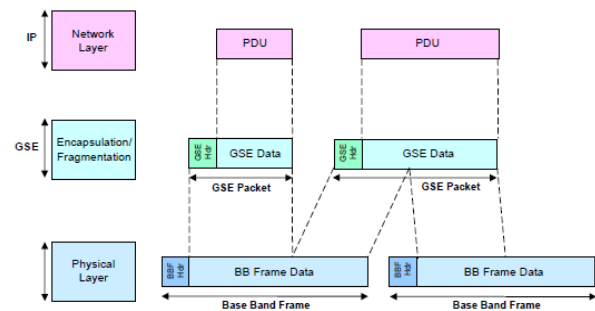 IP
Network
Layer
PDU
PDU
GSE
Encapsulation/
Fragmentation
GSE
Hdr
GSE Data
GSE
Hdr
GSE Data
GSE Packet
GSE Packet
Physical
Layer
BBF
Hdr
BB Frame Data
BBF
Hdr
BB Frame Data
Base Band Frame
Base Band Frame